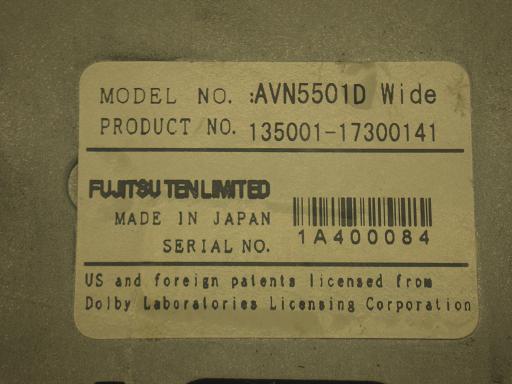 MODEL NO. :AVN5501D Wide
PRODUCT NO. 135001-17300141
FUJITSU TEN LIMITED
MADE IN JAPAN
SERIAL NO. 1A400084
US and foreign patents licensed from
Dolby Laboratories Licensing Corporation